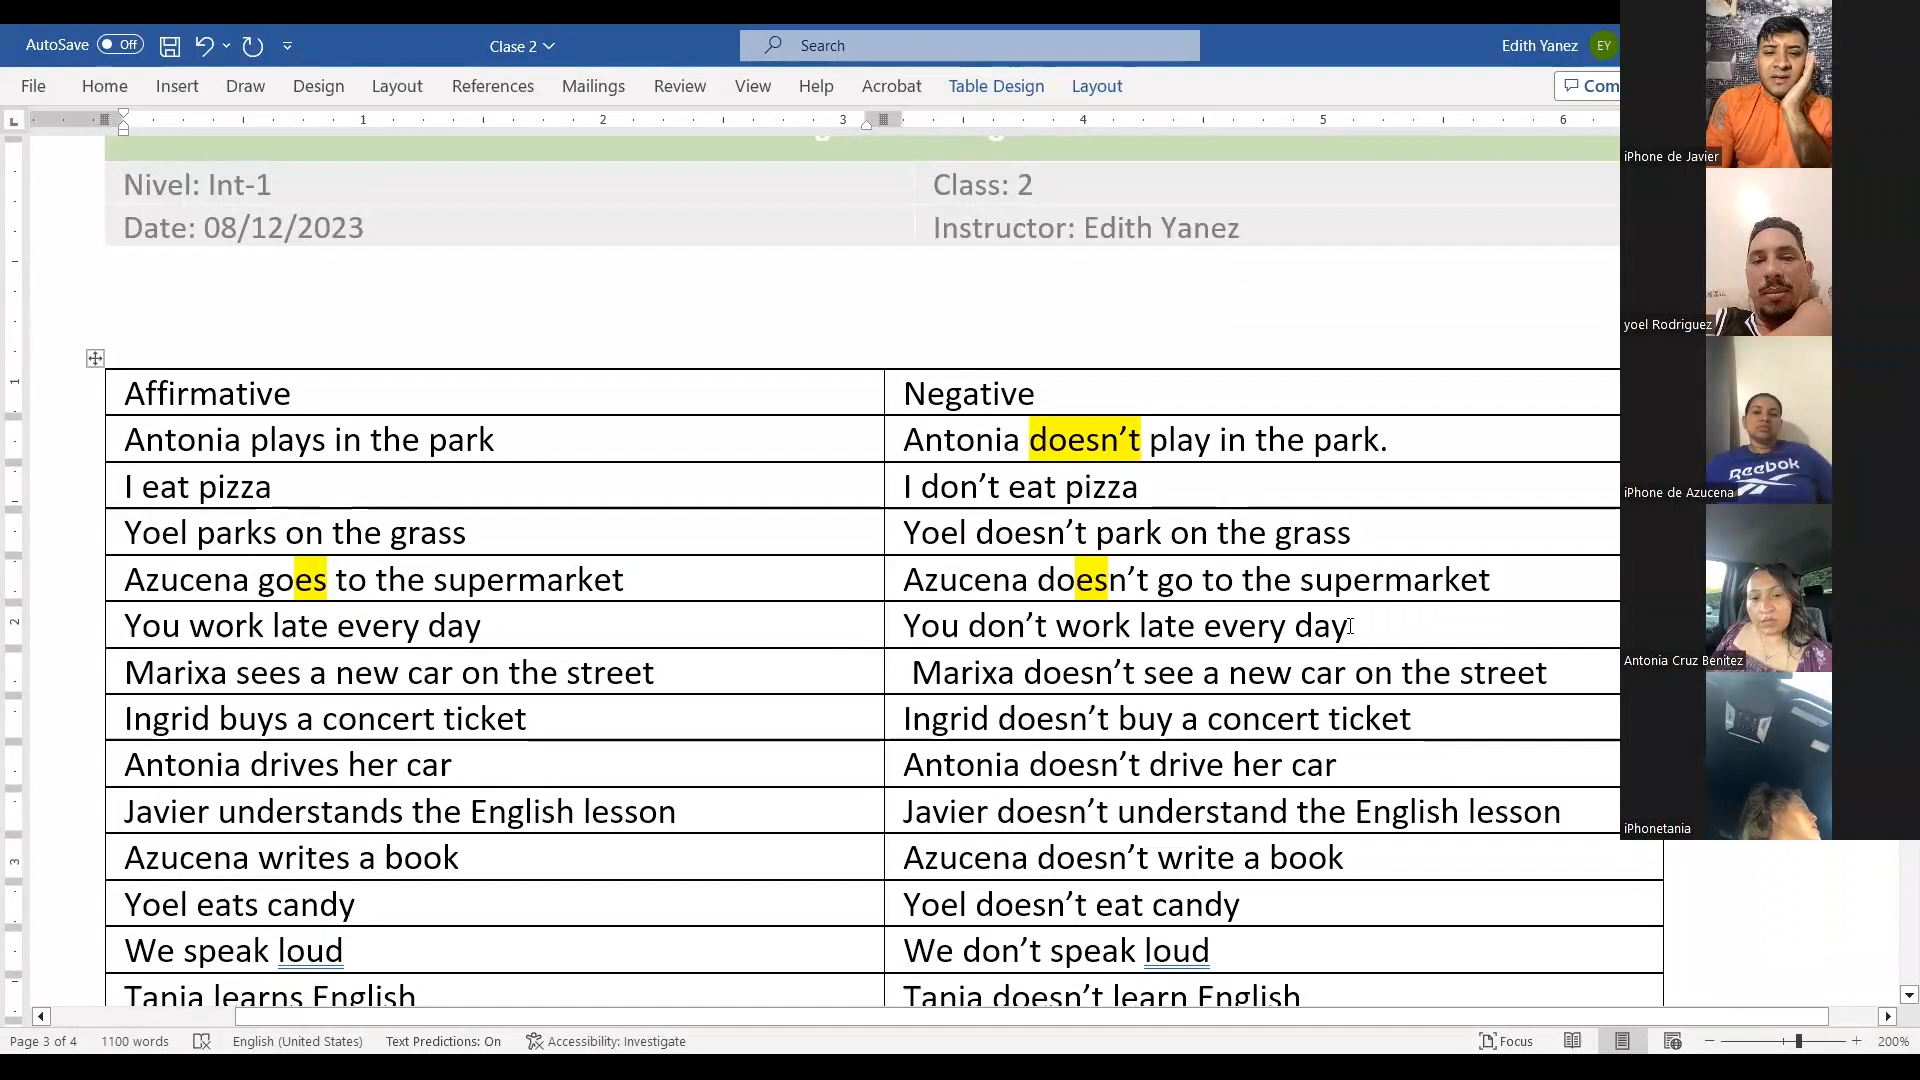 AutoSave Off Clase 2 Search Edith Yanez EY
File Home Insert Draw Design Layout References Mailings Review View Help Acrobat Table Design Layout Com
1 2 3 4 5 6
Nivel: Int-1 Class: 2
Date: 08/12/2023 Instructor: Edith Yanez
Affirmative Negative
Antonia plays in the park Antonia doesn’t play in the park.
I eat pizza I don’t eat pizza
Yoel parks on the grass Yoel doesn’t park on the grass
Azucena goes to the supermarket Azucena doesn’t go to the supermarket
You work late every day You don’t work late every day
Marixa sees a new car on the street Marixa doesn’t see a new car on the street
Ingrid buys a concert ticket Ingrid doesn’t buy a concert ticket
Antonia drives her car Antonia doesn’t drive her car
Javier understands the English lesson Javier doesn’t understand the English lesson
Azucena writes a book Azucena doesn’t write a book
Yoel eats candy Yoel doesn’t eat candy
We speak loud We don’t speak loud
Tania learns English Tania doesn’t learn English
1
2
3
iPhone de Javier
yoel Rodriguez
Reebok
iPhone de Azucena
Antonia Cruz Benitez
iPhonetania
Page 3 of 4 1100 words English (United States) Text Predictions: On Accessibility: Investigate Focus 200%